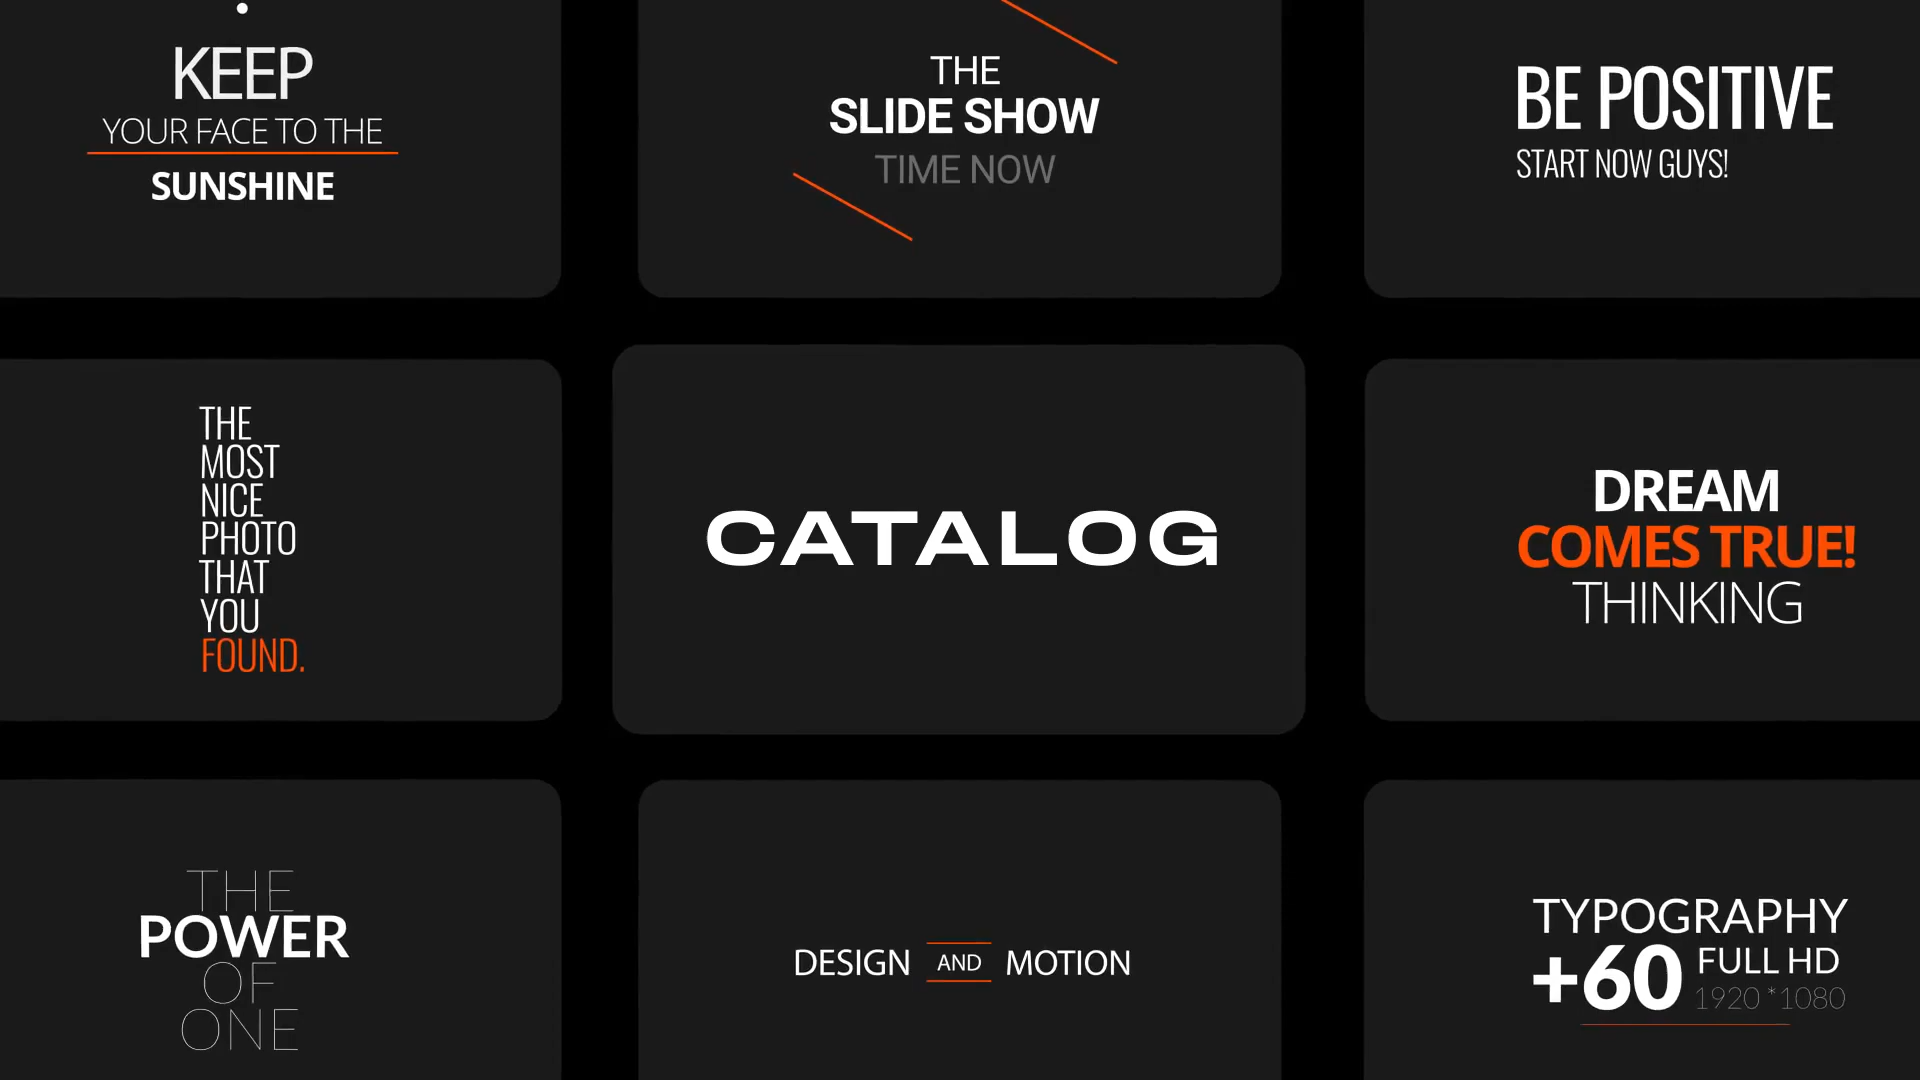 KEEP
YOUR FACE TO THE
SUNSHINE
THE
SLIDE SHOW
TIME NOW
BE POSITIVE
START NOW GUYS!
THE
MOST
NICE
PHOTO
THAT
YOU
FOUND.
CATALOG
DREAM
COMES TRUE!
THINKING
THE
POWER
OF
ONE
DESIGN AND MOTION
TYPOGRAPHY
+60 FULL HD
1920 *1080